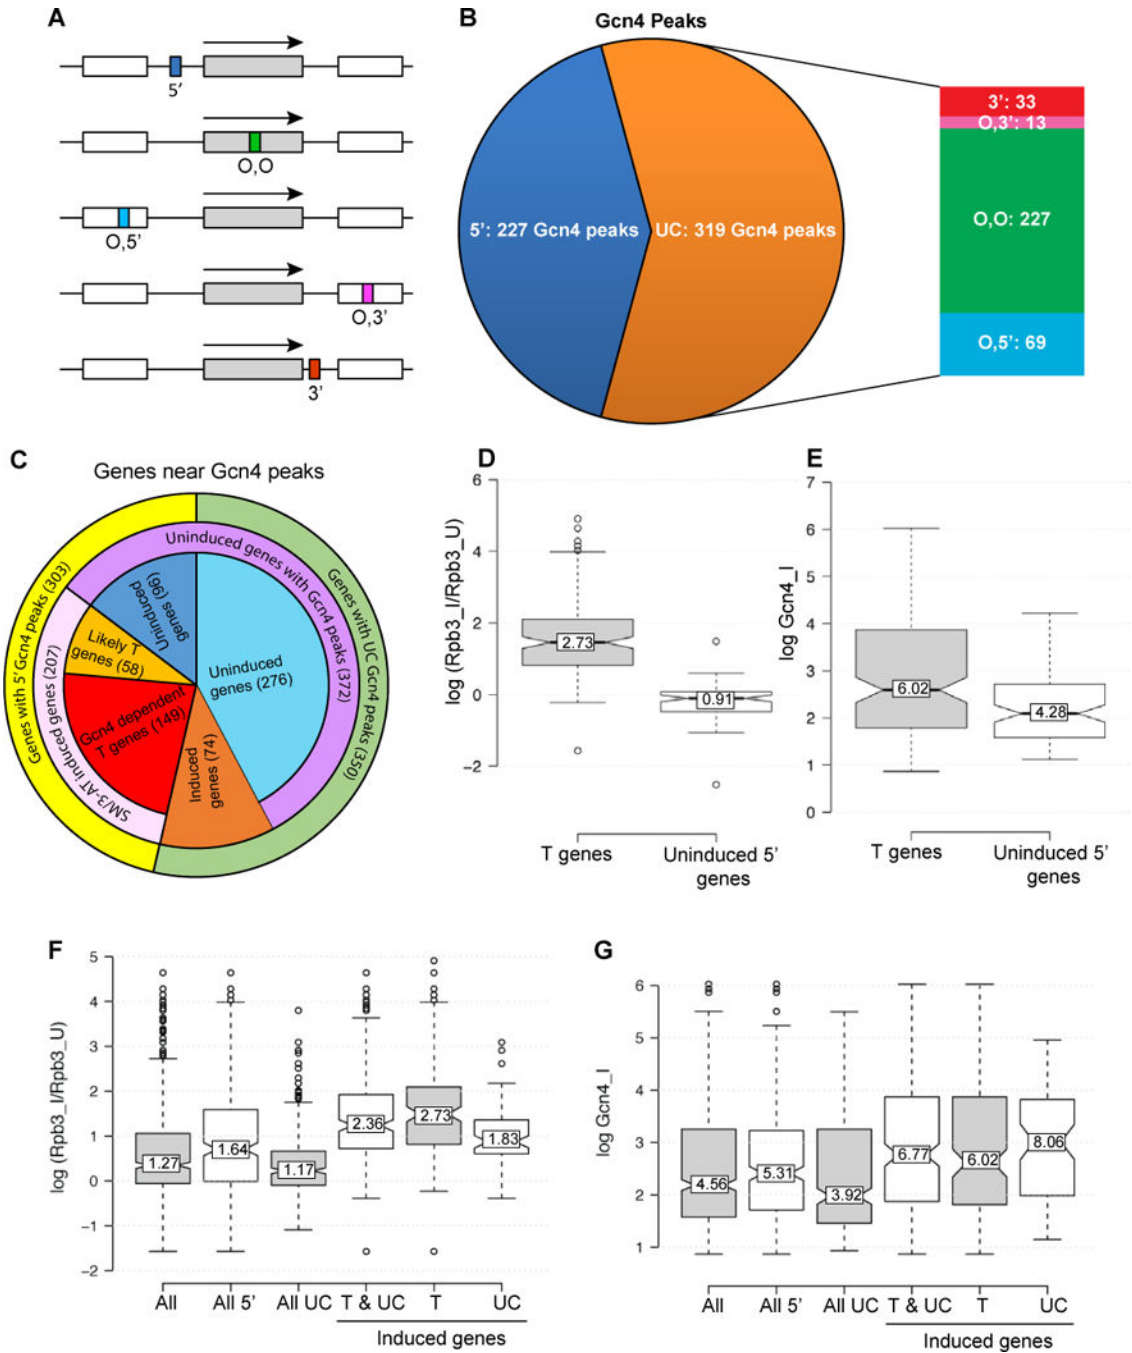 A
5'
O,O
O,5'
O,3'
3'
B
Gcn4 Peaks
5': 227 Gcn4 peaks
UC: 319 Gcn4 peaks
3': 33
O,3': 13
O,O: 227
O,5': 69
C
Genes near Gcn4 peaks
Genes with 5' Gcn4 peaks (303)
Genes with UC Gcn4 peaks (350)
Uninduced genes with Gcn4 peaks (372)
SM/3-AT induced genes (207)
Uninduced
genes (96)
Likely T
genes (58)
Gcn4 dependent
T genes (149)
Induced
genes (74)
Uninduced
genes (276)
D
log (Rpb3_I/Rpb3_U)
6
4
2
0
−2
2.73
0.91
T genes
Uninduced 5'
genes
E
log Gcn4_I
7
6
5
4
3
2
1
0
6.02
4.28
T genes
Uninduced 5'
genes
F
log (Rpb3_I/Rpb3_U)
5
4
3
2
1
0
−1
−2
1.27
1.64
1.17
2.36
2.73
1.83
All
All 5'
All UC
T & UC
T
UC
Induced genes
G
log Gcn4_I
6
5
4
3
2
1
4.56
5.31
3.92
6.77
6.02
8.06
All
All 5'
All UC
T & UC
T
UC
Induced genes